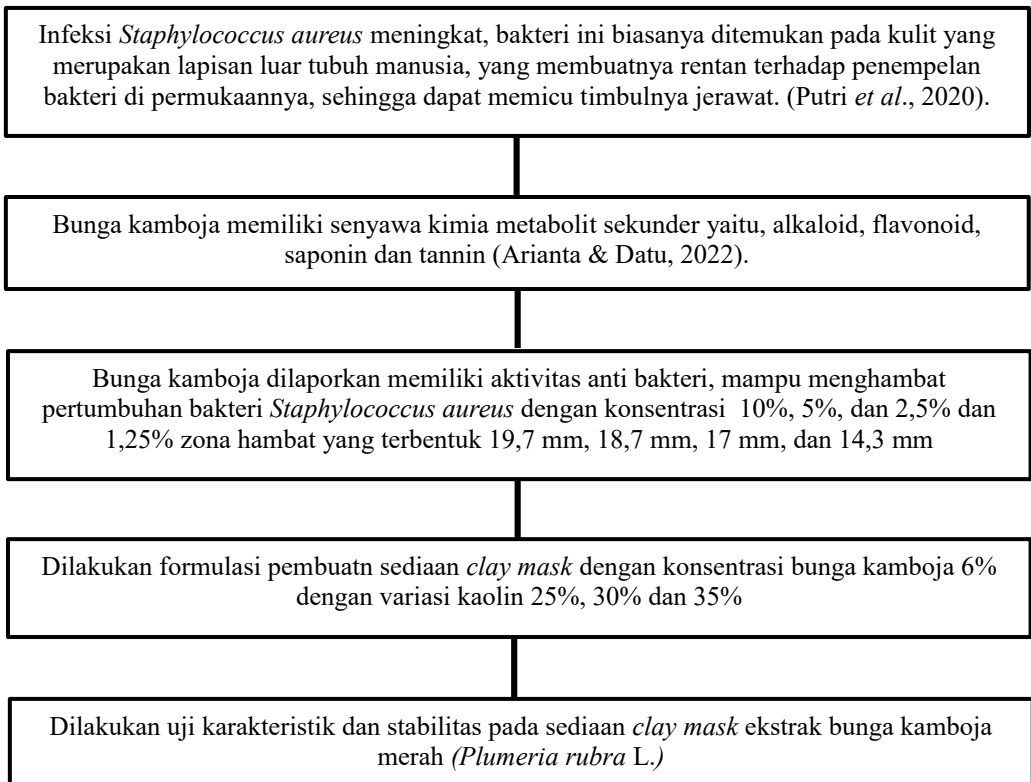 Infeksi Staphylococcus aureus meningkat, bakteri ini biasanya ditemukan pada kulit yang
merupakan lapisan luar tubuh manusia, yang membuatnya rentan terhadap penempelan
bakteri di permukaannya, sehingga dapat memicu timbulnya jerawat. (Putri et al., 2020).
Bunga kamboja memiliki senyawa kimia metabolit sekunder yaitu, alkaloid, flavonoid,
saponin dan tannin (Arianta & Datu, 2022).
Bunga kamboja dilaporkan memiliki aktivitas anti bakteri, mampu menghambat
pertumbuhan bakteri Staphylococcus aureus dengan konsentrasi 10%, 5%, dan 2,5% dan
1,25% zona hambat yang terbentuk 19,7 mm, 18,7 mm, 17 mm, dan 14,3 mm
Dilakukan formulasi pembuatn sediaan clay mask dengan konsentrasi bunga kamboja 6%
dengan variasi kaolin 25%, 30% dan 35%
Dilakukan uji karakteristik dan stabilitas pada sediaan clay mask ekstrak bunga kamboja
merah (Plumeria rubra L.)